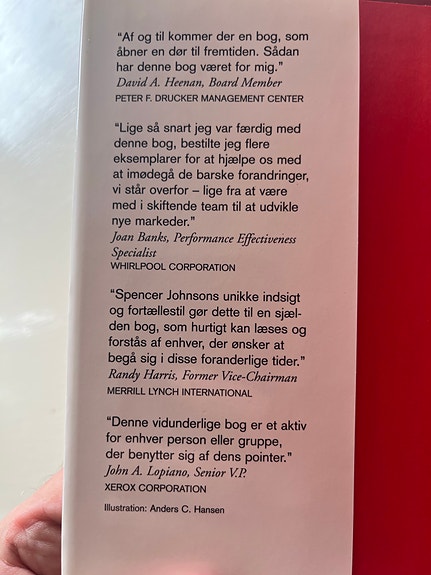 “Af og til kommer der en bog, som
åbner en dør til fremtiden. Sådan
har denne bog været for mig.”
David A. Heenan, Board Member
PETER F. DRUCKER MANAGEMENT CENTER
“Lige så snart jeg var færdig med
denne bog, bestilte jeg flere
eksemplarer for at hjælpe os med
at imødegå de barske forandringer,
vi står overfor – lige fra at være
med i skiftende team til at udvikle
nye markeder.”
Joan Banks, Performance Effectiveness
Specialist
WHIRLPOOL CORPORATION
“Spencer Johnsons unikke indsigt
og fortællestil gør dette til en sjæl-
den bog, som hurtigt kan læses og
forstås af enhver, der ønsker at
begå sig i disse foranderlige tider.”
Randy Harris, Former Vice-Chairman
MERRILL LYNCH INTERNATIONAL
“Denne vidunderlige bog er et aktiv
for enhver person eller gruppe,
der benytter sig af dens pointer.”
John A. Lopiano, Senior V.P.
XEROX CORPORATION
Illustration: Anders C. Hansen